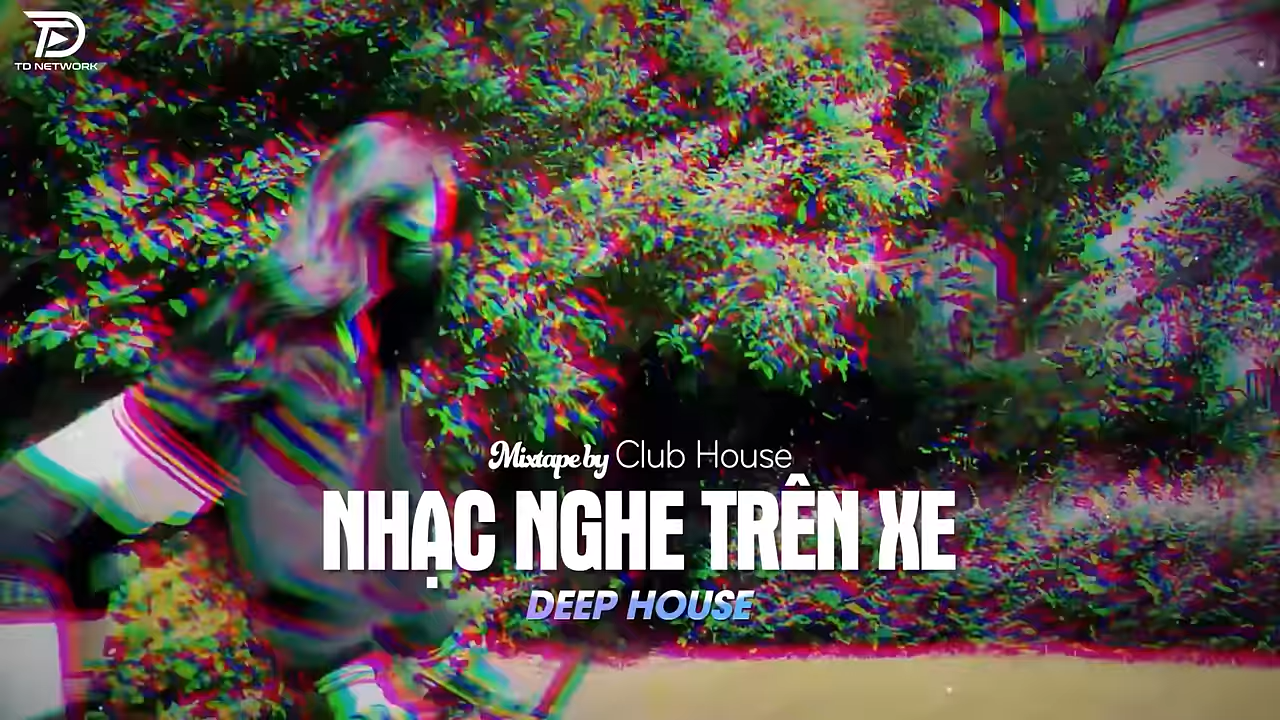 TD NETWORK
Mixtape by Club House
NHẠC NGHE TRÊN XE
DEEP HOUSE